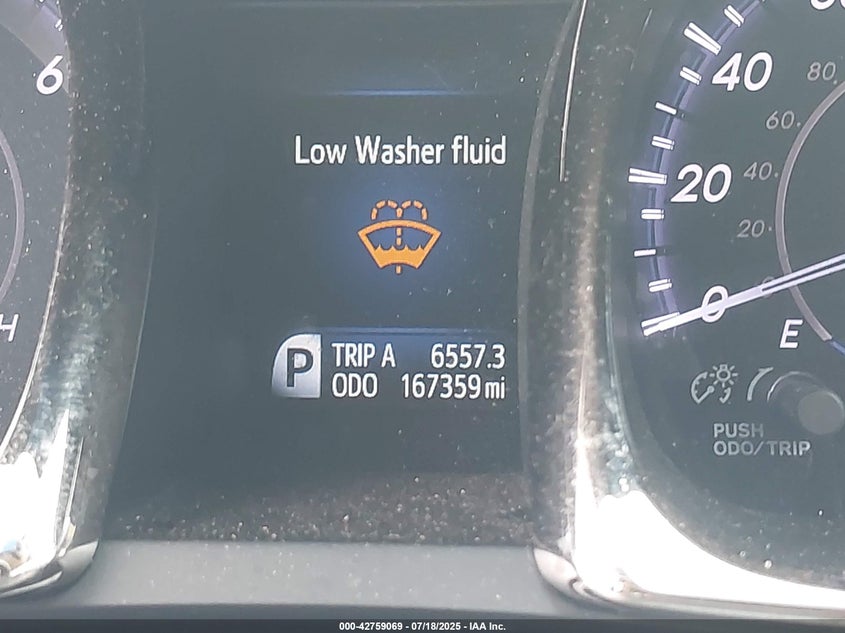 6
Low Washer fluid
40
80
60
20
40
20
0
0
H
E
P
TRIP A 6557.3
ODO 167359 mi
PUSH
ODO/TRIP
000-42759069 - 07/18/2025 - IAA Inc.